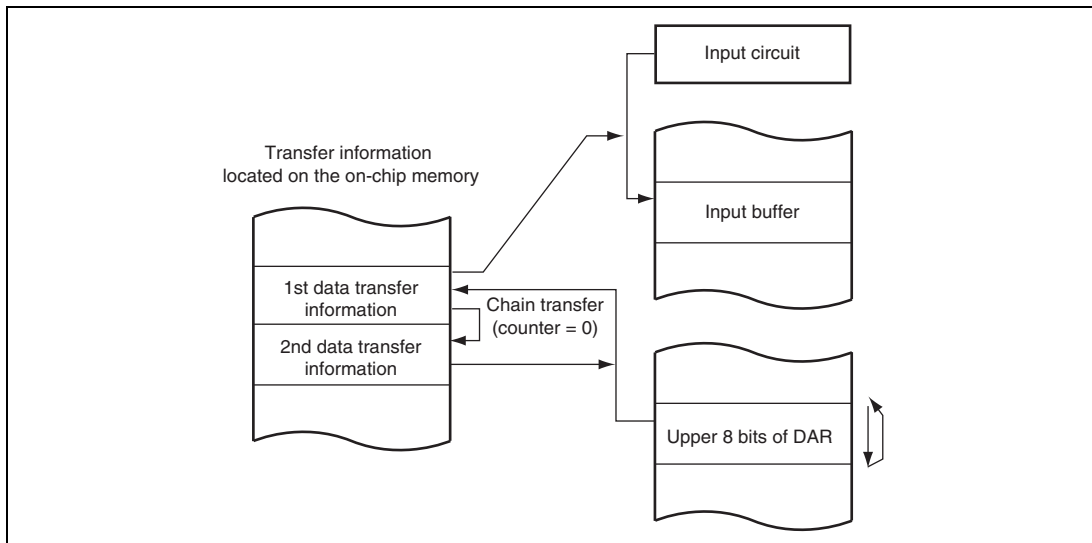 Input circuit
Transfer information
located on the on-chip memory
Input buffer
1st data transfer
information
Chain transfer
(counter = 0)
2nd data transfer
information
Upper 8 bits of DAR